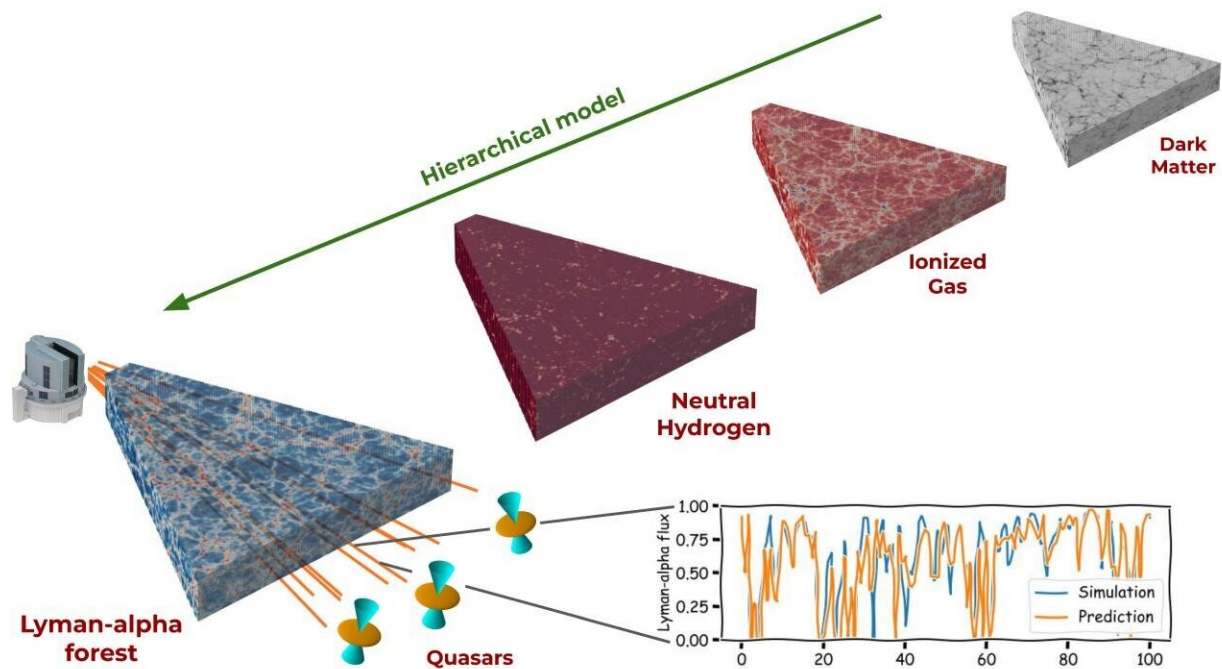 Hierarchical model
Dark
Matter
Ionized
Gas
Neutral
Hydrogen
Lyman-alpha
forest
Quasars
Lyman-alpha flux
1.00
0.75
0.50
0.25
0.00
Simulation
Prediction
0
20
40
60
80
100